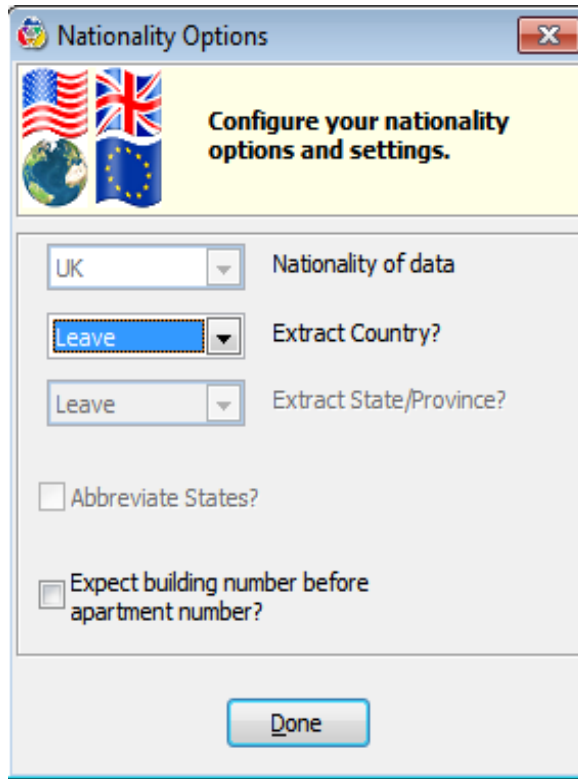 Nationality Options
Configure your nationality
options and settings.
UK
Nationality of data
Leave
Extract Country?
Leave
Extract State/Province?
Abbreviate States?
Expect building number before
apartment number?
Done